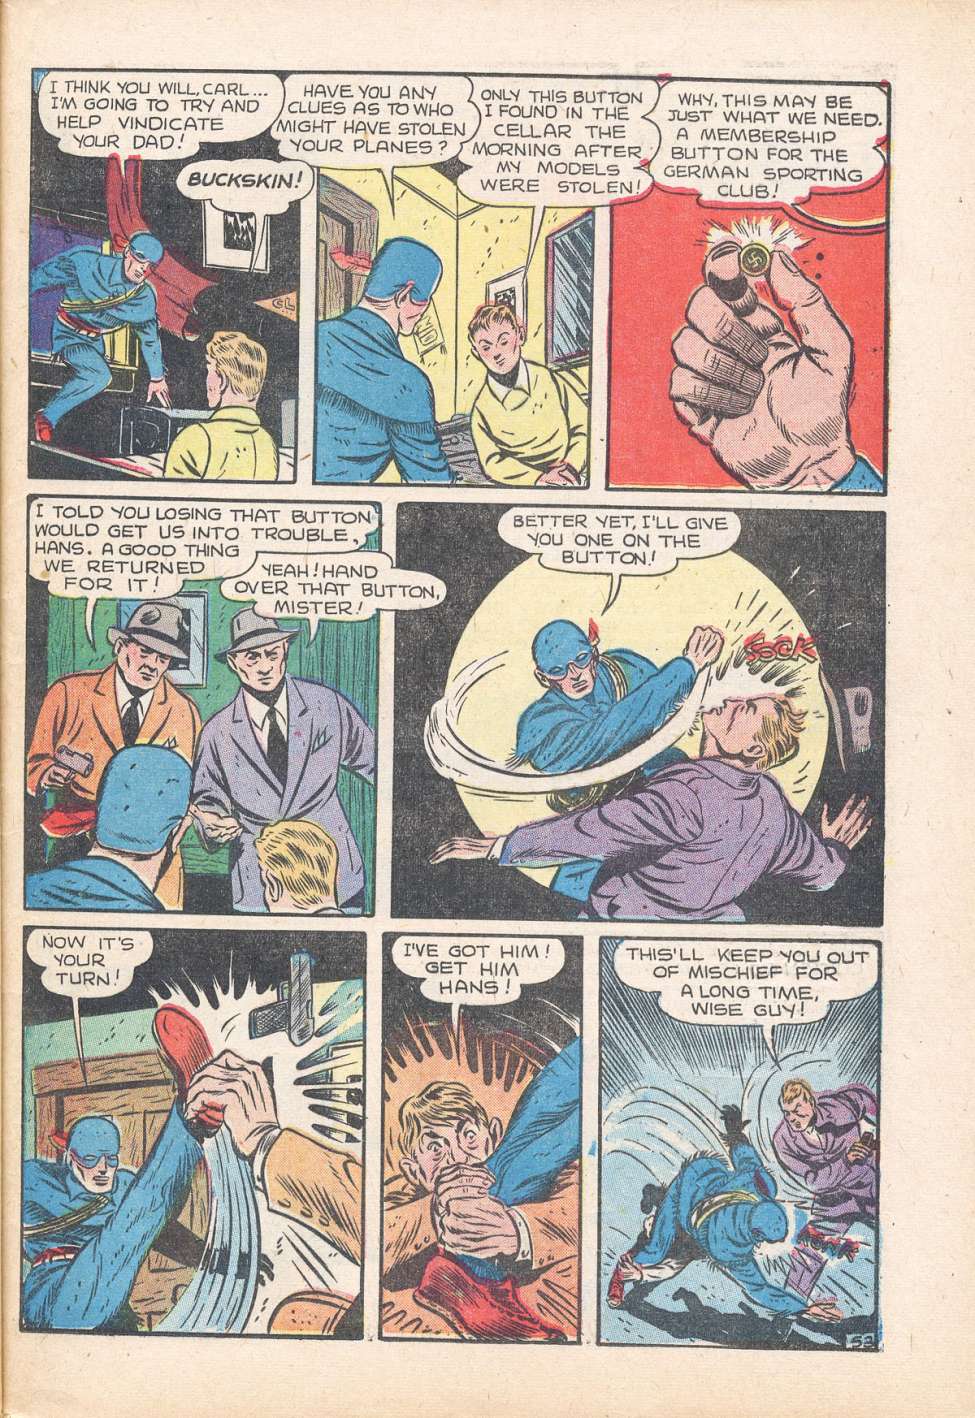 I THINK YOU WILL, CARL...
I'M GOING TO TRY AND
HELP VINDICATE
YOUR DAD!
BUCKSKIN!
CL
HAVE YOU ANY
CLUES AS TO WHO
MIGHT HAVE STOLEN
YOUR PLANES?
ONLY THIS BUTTON
I FOUND IN THE
CELLAR THE
MORNING AFTER
MY MODELS
WERE STOLEN!
WHY, THIS MAY BE
JUST WHAT WE NEED.
A MEMBERSHIP
BUTTON FOR THE
GERMAN SPORTING
CLUB!
I TOLD YOU LOSING THAT BUTTON
WOULD GET US INTO TROUBLE,
HANS. A GOOD THING
WE RETURNED
FOR IT!
YEAH! HAND
OVER THAT BUTTON,
MISTER!
BETTER YET, I'LL GIVE
YOU ONE ON THE
BUTTON!
SOCK
NOW IT'S
YOUR
TURN!
I'VE GOT HIM!
GET HIM
HANS!
THIS'LL KEEP YOU OUT
OF MISCHIEF FOR
A LONG TIME,
WISE GUY!
53